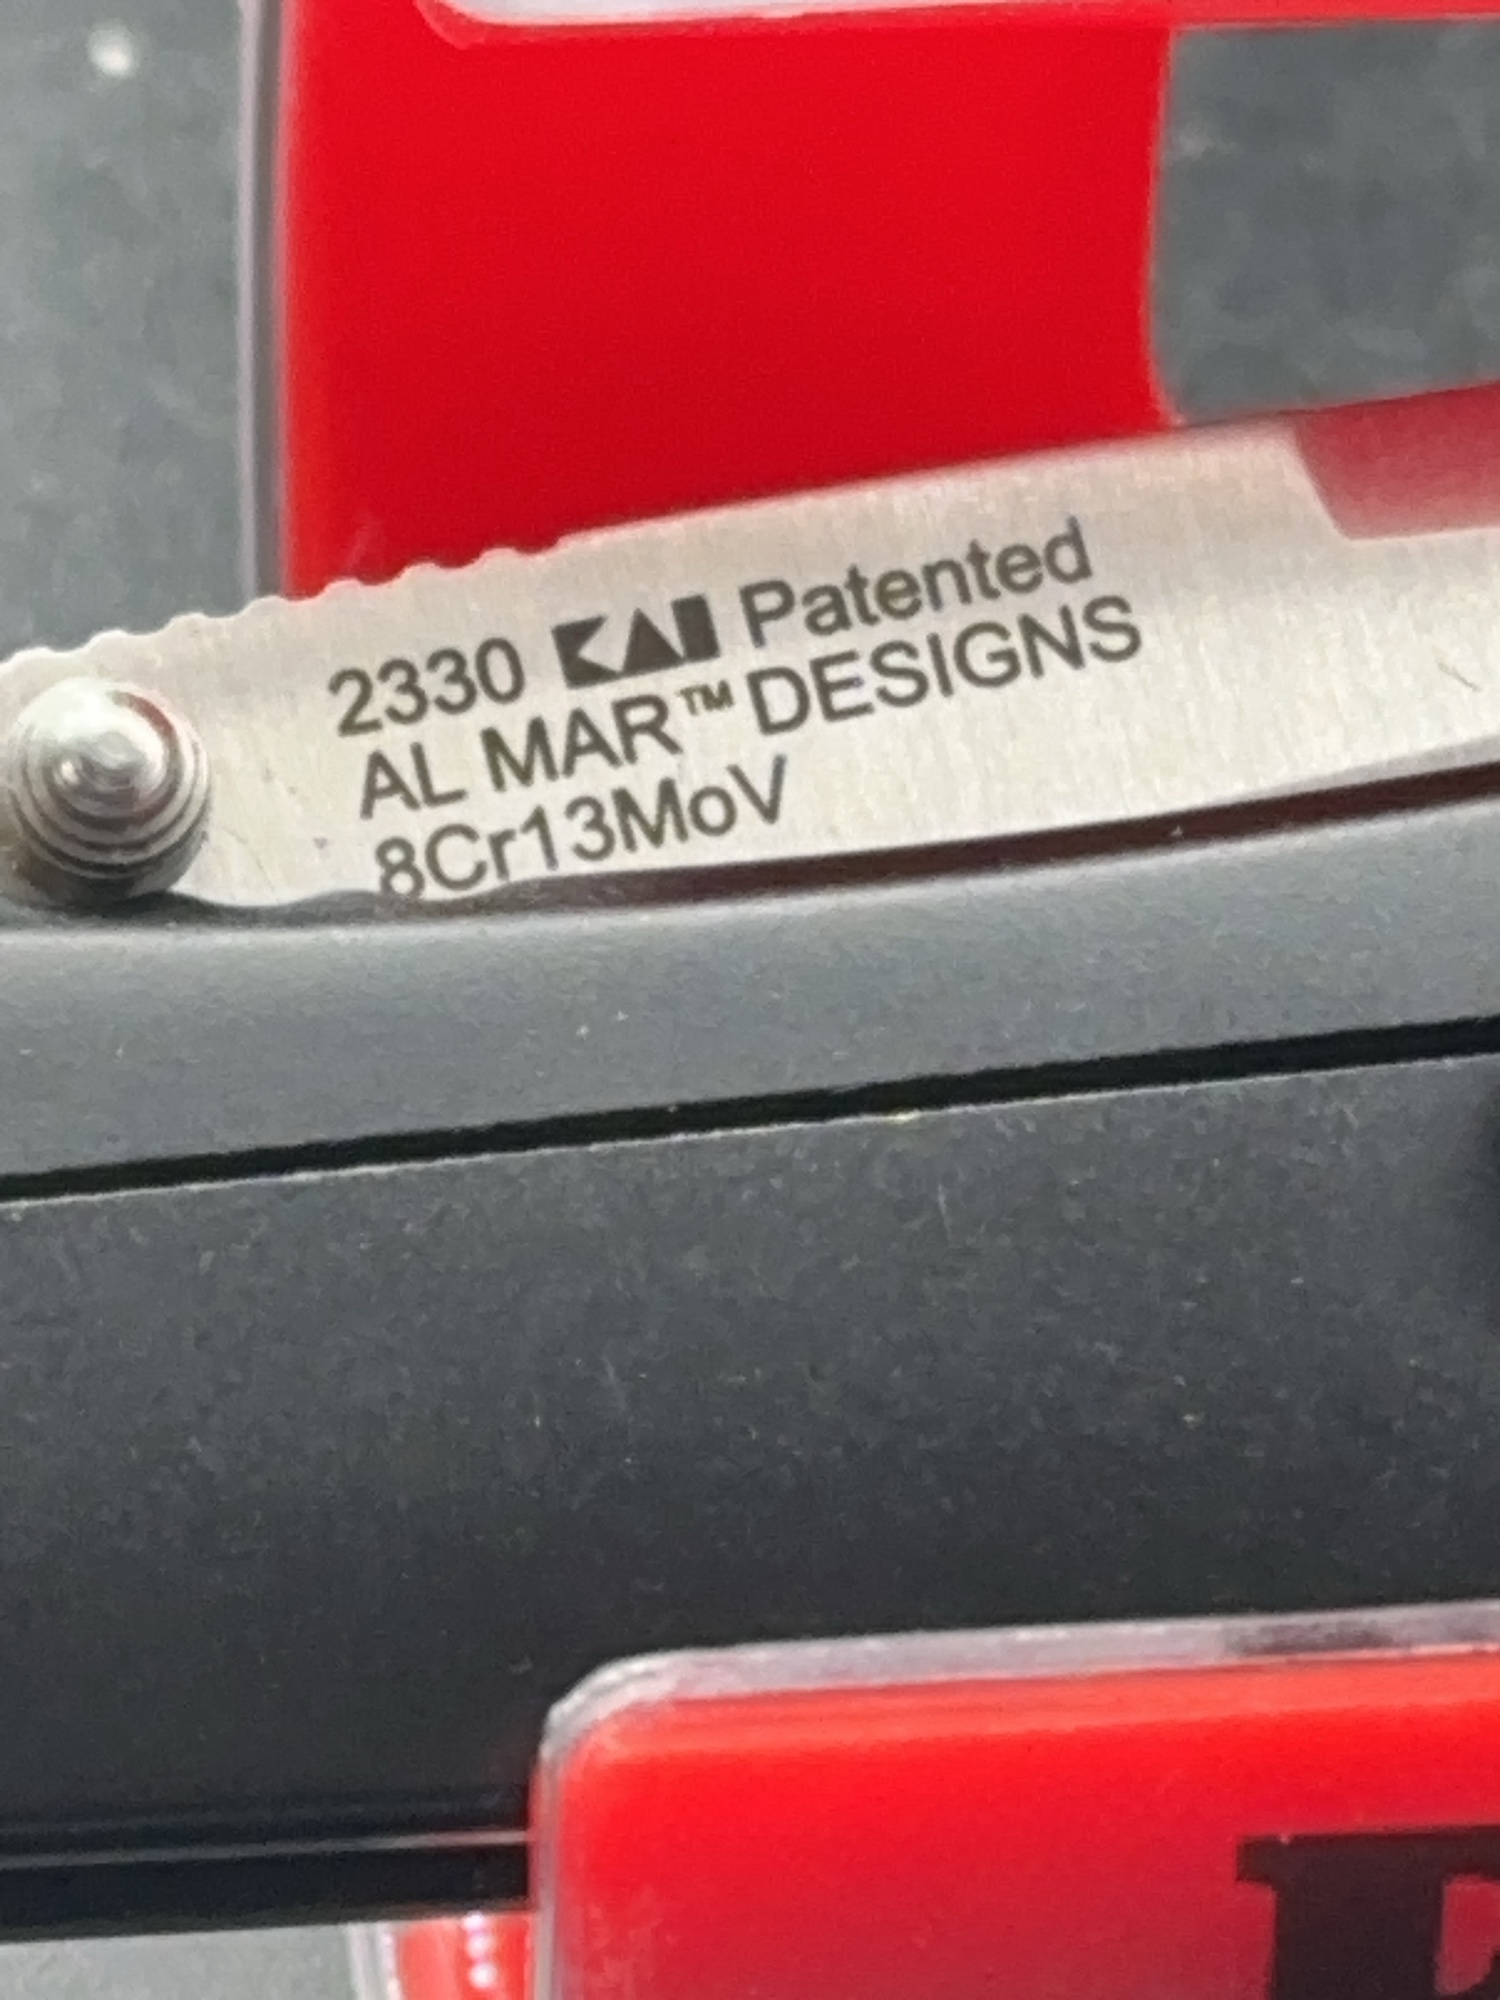 2330 KAI Patented
AL MAR™ DESIGNS
8Cr13MoV